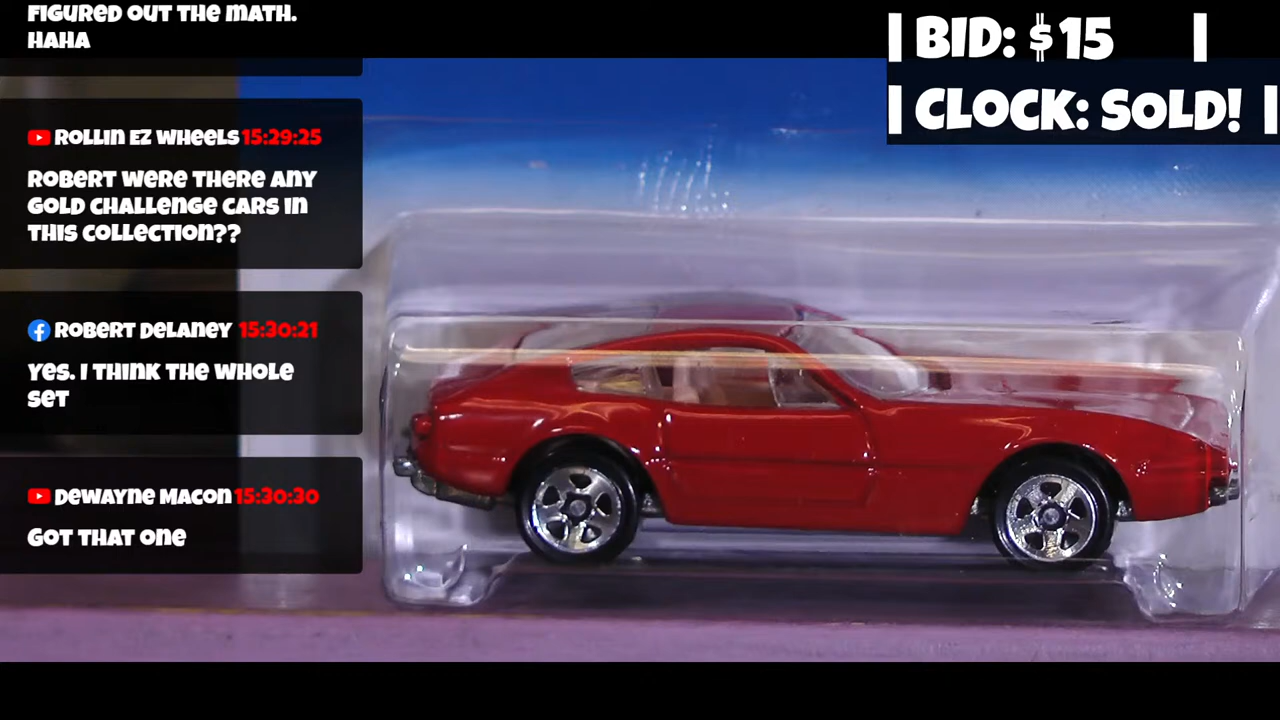 FIGURED OUT THE MATH.
HAHA
ROLLIN EZ WHEELS 15:29:25
ROBERT WERE THERE ANY
GOLD CHALLENGE CARS IN
THIS COLLECTION??
ROBERT DELANEY 15:30:21
YES. I THINK THE WHOLE
SET
DEWAYNE MACON 15:30:30
GOT THAT ONE
| BID: $15 |
| CLOCK: SOLD! |